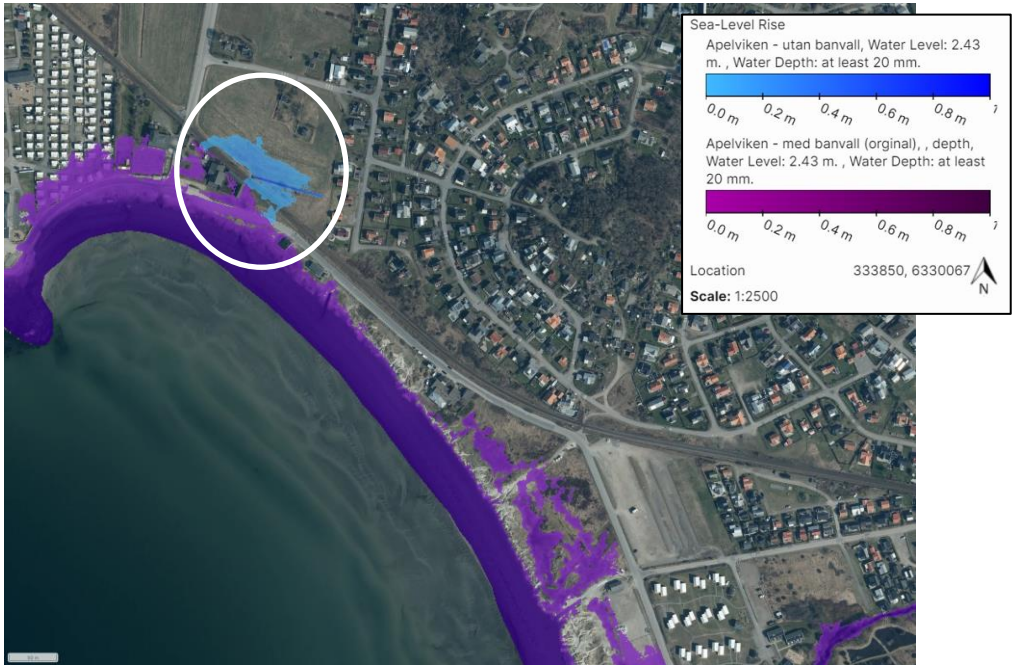 Sea-Level Rise
Apelviken - utan banvall, Water Level: 2.43
m. , Water Depth: at least 20 mm.
0.0 m 0.2 m 0.4 m 0.6 m 0.8 m 1
Apelviken - med banvall (orginal), , depth,
Water Level: 2.43 m. , Water Depth: at least
20 mm.
0.0 m 0.2 m 0.4 m 0.6 m 0.8 m 1
Location 333850, 6330067
N
Scale: 1:2500